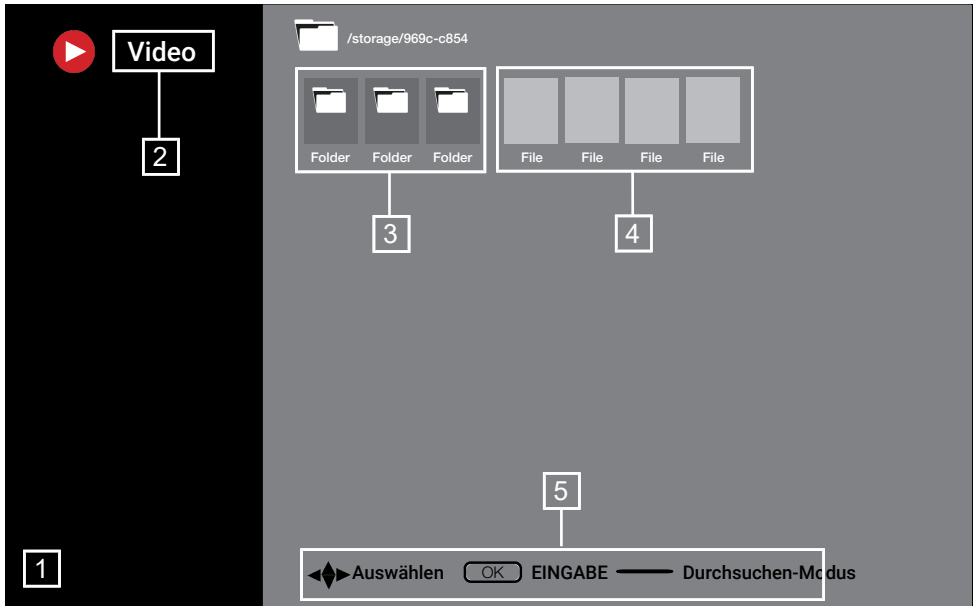 Video
2
1
/storage/969c-c854
Folder Folder Folder File File File File
3 4
5
Auswählen OK EINGABE Durchsuchen-Modus